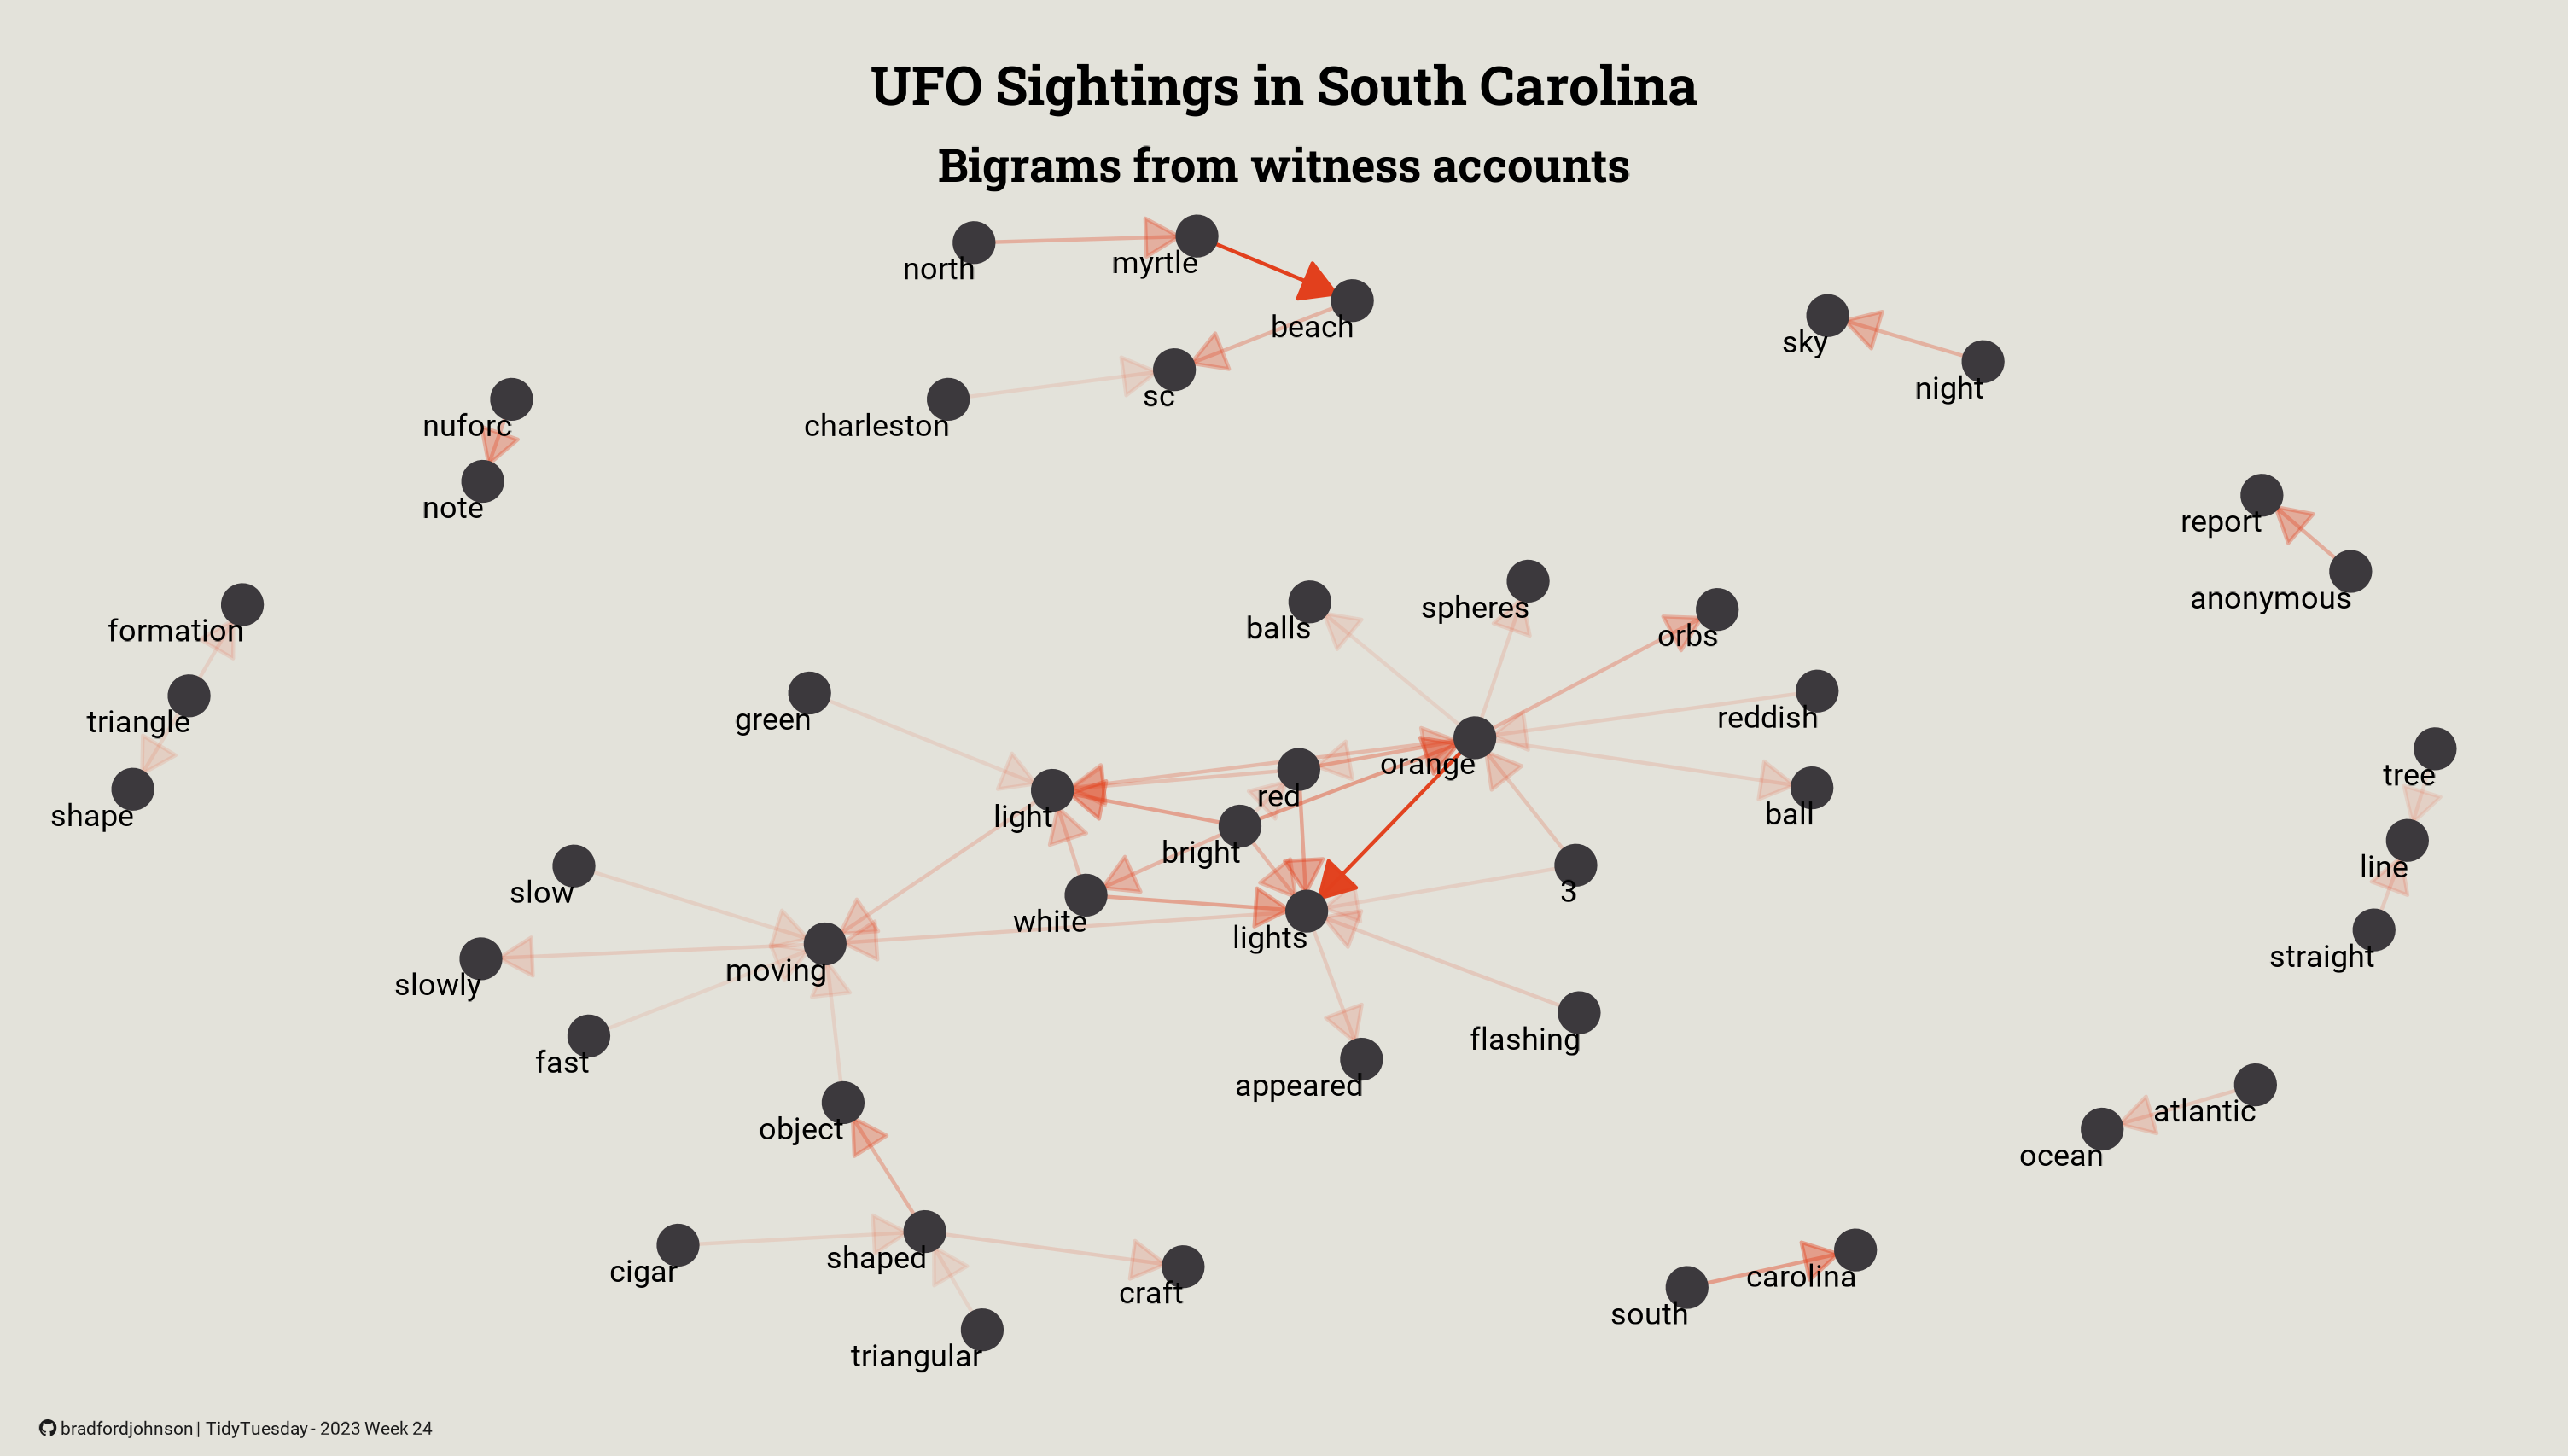 UFO Sightings in South Carolina
Bigrams from witness accounts
north
myrtle
beach
sky
sc
night
nuforc
charleston
note
report
anonymous
formation
balls
spheres
orbs
triangle
green
reddish
orange
tree
red
shape
light
ball
bright
line
slow
3
white
lights
straight
moving
slowly
flashing
fast
appeared
atlantic
object
ocean
shaped
cigar
carolina
craft
south
triangular
bradfordjohnson | TidyTuesday - 2023 Week 24